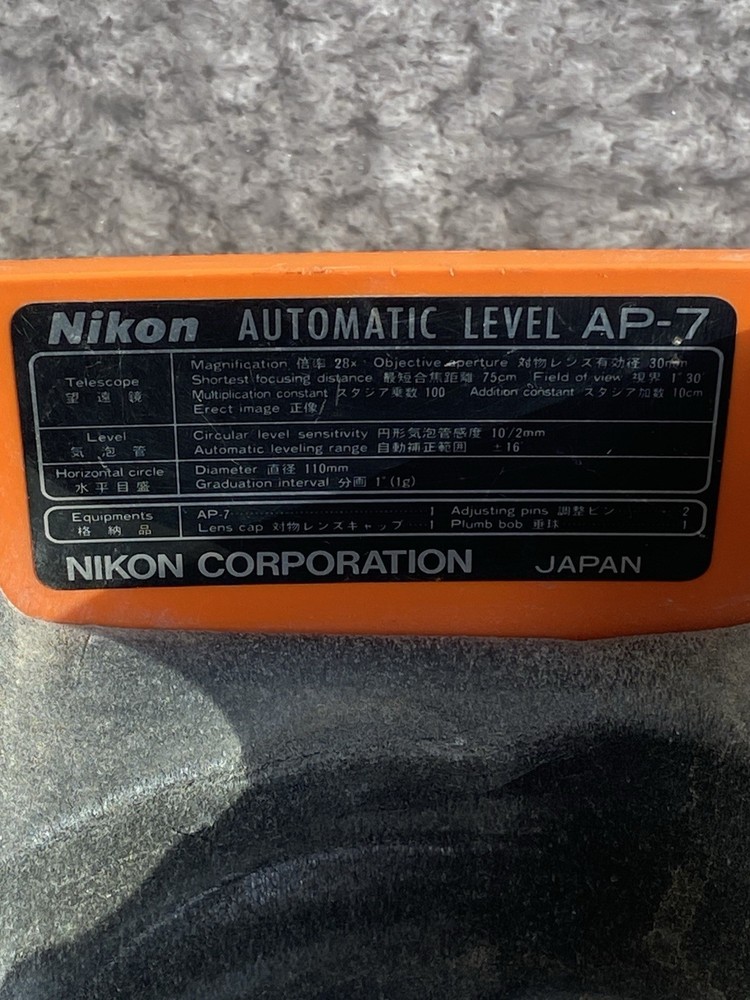 Nikon AUTOMATIC LEVEL AP-7
Telescope
望遠鏡
Magnification 倍率 28× Objective aperture 対物レンズ有効径 30mm
Shortest focusing distance 最短合焦距離 75cm Field of view 視界 1°30'
Multiplication constant スタジア乗数 100 Addition constant スタジア加数 10cm
Erect image 正像
Level
気泡管
Circular level sensitivity 円形気泡管感度 10'/2mm
Automatic leveling range 自動補正範囲 ±16'
Horizontal circle
水平目盛
Diameter 直径 110mm
Graduation interval 分画 1°(1g)
Equipments
格納品
AP-7 1 Adjusting pins 調整ピン 2
Lens cap 対物レンズキャップ 1 Plumb bob 垂球 1
NIKON CORPORATION JAPAN